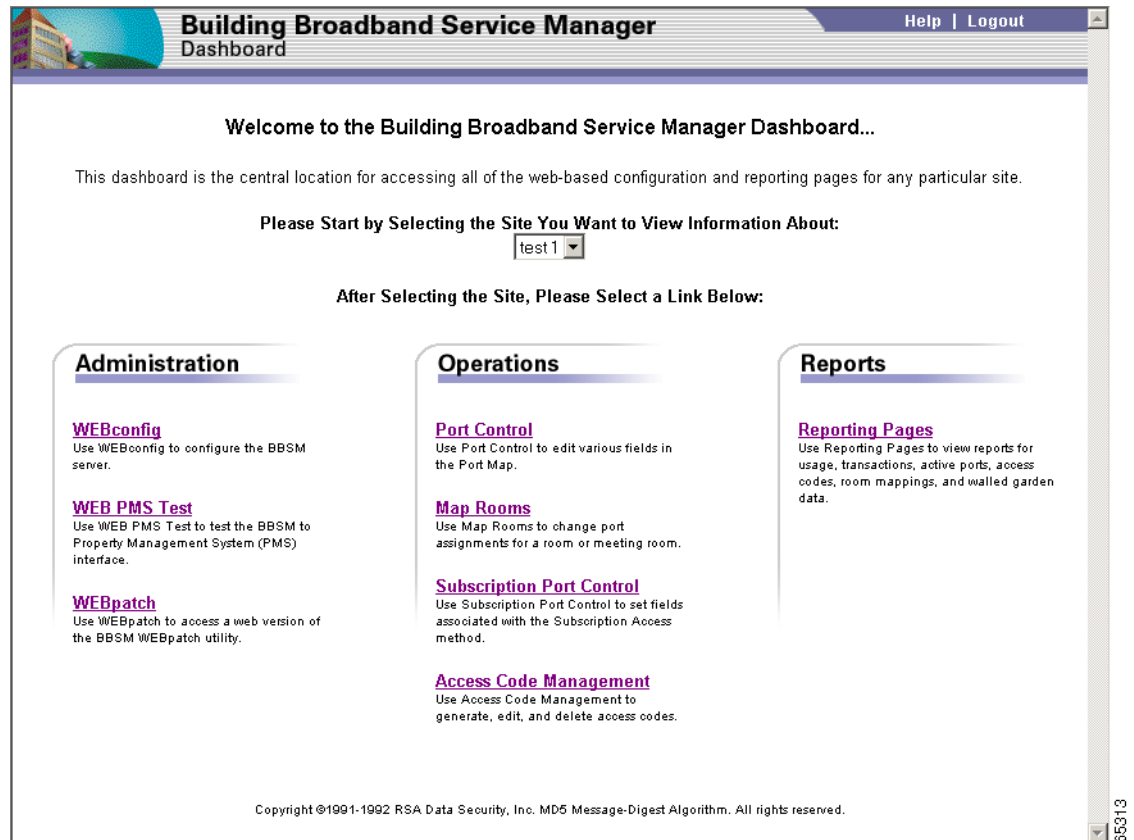 Building Broadband Service Manager
Dashboard
Help | Logout
Welcome to the Building Broadband Service Manager Dashboard...
This dashboard is the central location for accessing all of the web-based configuration and reporting pages for any particular site.
Please Start by Selecting the Site You Want to View Information About:
test 1
After Selecting the Site, Please Select a Link Below:
Administration
WEBconfig
Use WEBconfig to configure the BBSM
server.
WEB PMS Test
Use WEB PMS Test to test the BBSM to
Property Management System (PMS)
interface.
WEBpatch
Use WEBpatch to access a web version of
the BBSM WEBpatch utility.
Operations
Port Control
Use Port Control to edit various fields in
the Port Map.
Map Rooms
Use Map Rooms to change port
assignments for a room or meeting room.
Subscription Port Control
Use Subscription Port Control to set fields
associated with the Subscription Access
method.
Access Code Management
Use Access Code Management to
generate, edit, and delete access codes.
Reports
Reporting Pages
Use Reporting Pages to view reports for
usage, transactions, active ports, access
codes, room mappings, and walled garden
data.
Copyright ©1991-1992 RSA Data Security, Inc. MD5 Message-Digest Algorithm. All rights reserved.
65313